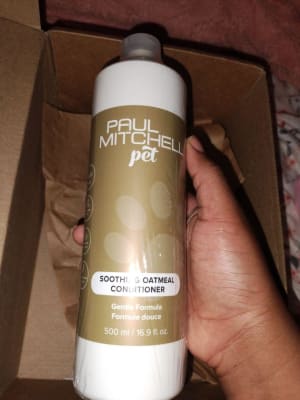 PAUL
MITCHELL
pet
SOOTHING OATMEAL
CONDITIONER
Gentle Formula
Formule douce
500 ml / 16.9 fl. oz.